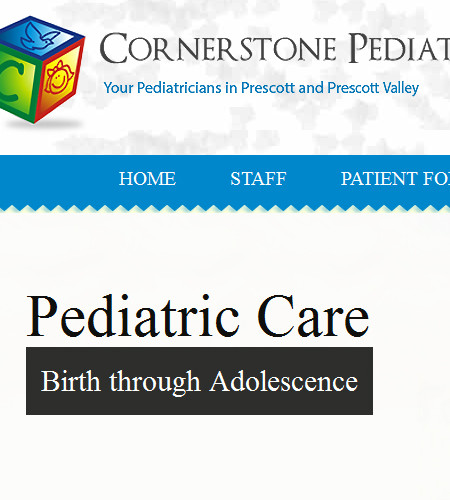 C
CORNERSTONE PEDIAT
Your Pediatricians in Prescott and Prescott Valley
HOME STAFF PATIENT FO
Pediatric Care
Birth through Adolescence